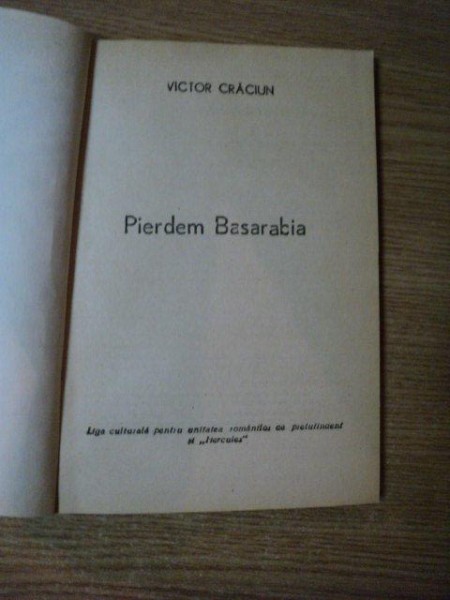 VICTOR CRĂCIUN
Pierdem Basarabia
Liga culturală pentru unitatea românilor de pretutindeni
și „Hercules"